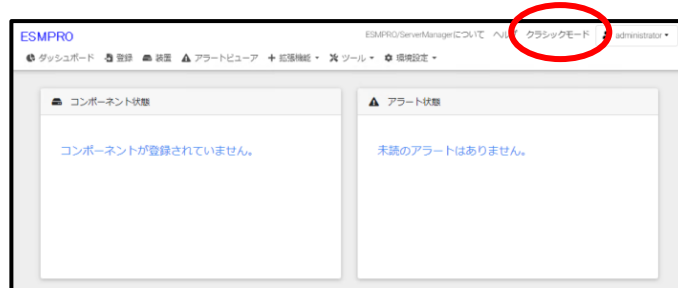 ESMPRO
ESMPRO/ServerManagerについて ヘルプ クラシックモード administrator
ダッシュボード 登録 装置 アラートビューア 拡張機能 ツール 環境設定
コンポーネント状態
コンポーネントが登録されていません。
アラート状態
未読のアラートはありません。